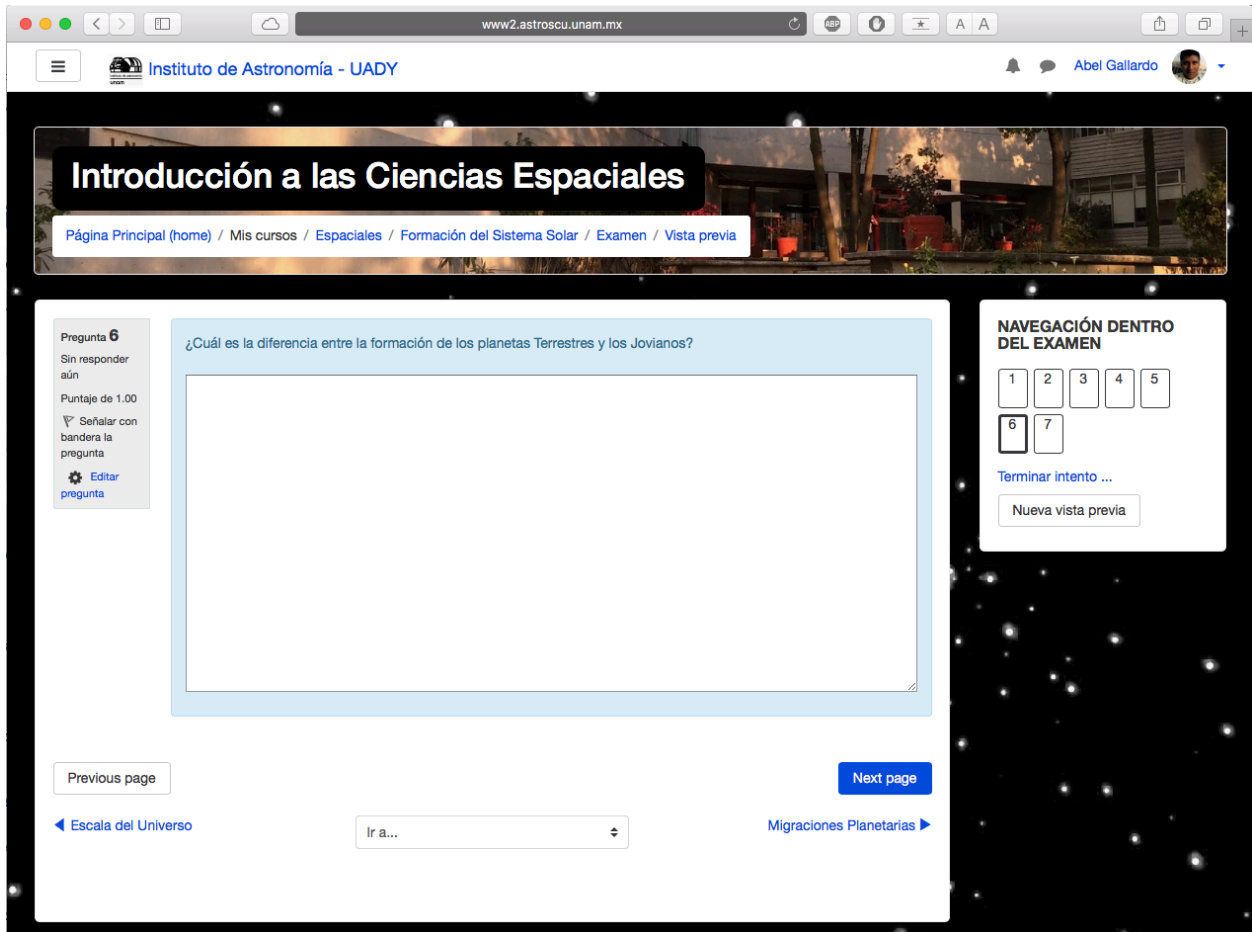 www2.astroscu.unam.mx
ABP
A A
Instituto de Astronomía - UADY
unam
Abel Gallardo
Introducción a las Ciencias Espaciales
Página Principal (home) / Mis cursos / Espaciales / Formación del Sistema Solar / Examen / Vista previa
Pregunta 6
Sin responder
aún
Puntaje de 1.00
Señalar con
bandera la
pregunta
Editar
pregunta
¿Cuál es la diferencia entre la formación de los planetas Terrestres y los Jovianos?
NAVEGACIÓN DENTRO
DEL EXAMEN
1 2 3 4 5
6 7
Terminar intento ...
Nueva vista previa
Previous page
Next page
Escala del Universo
Ir a...
Migraciones Planetarias